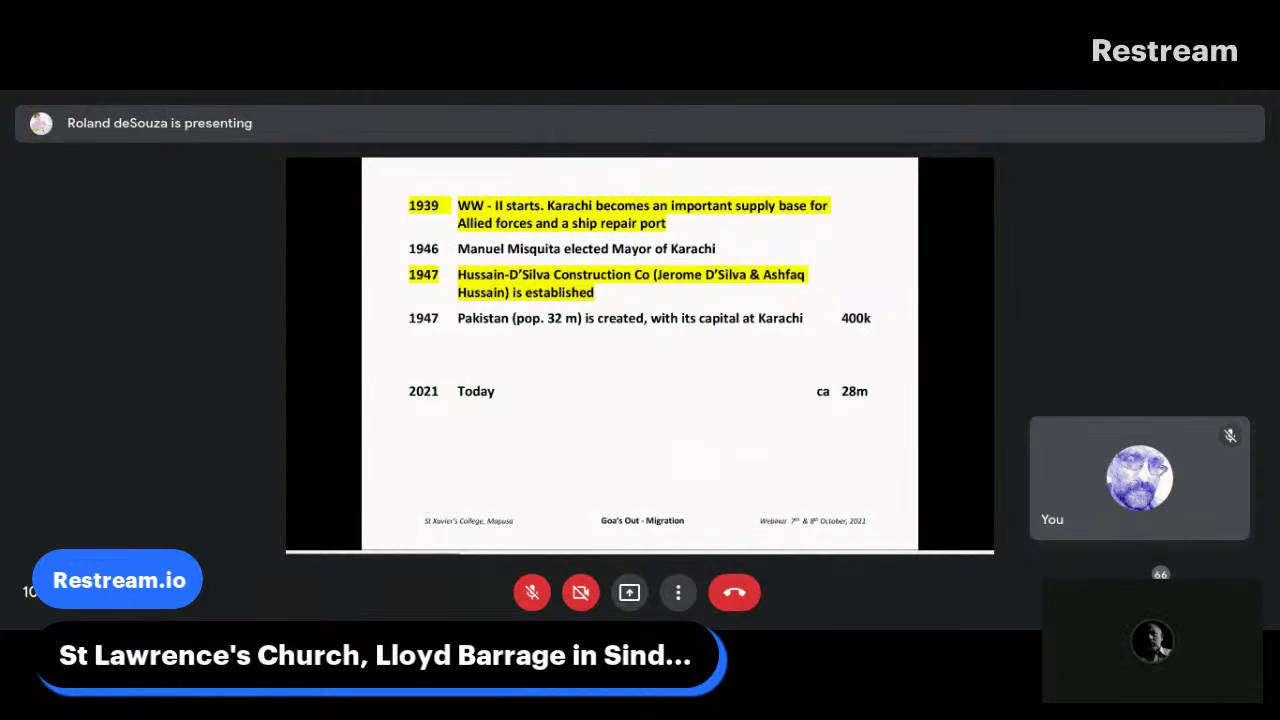 Restream
Roland deSouza is presenting
1939 WW - II starts. Karachi becomes an important supply base for
Allied forces and a ship repair port
1946 Manuel Misquita elected Mayor of Karachi
1947 Hussain-D’Silva Construction Co (Jerome D’Silva & Ashfaq
Hussain) is established
1947 Pakistan (pop. 32 m) is created, with its capital at Karachi 400k
2021 Today ca 28m
St Xavier's College, Mapusa Goa's Out - Migration Webinar 7th & 8th October, 2021
You
66
10
Restream.io
St Lawrence's Church, Lloyd Barrage in Sind...